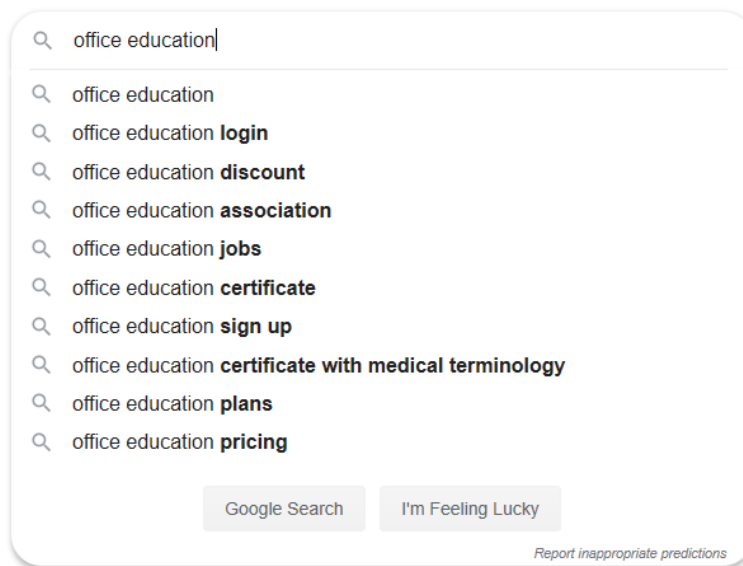 office education
office education
office education login
office education discount
office education association
office education jobs
office education certificate
office education sign up
office education certificate with medical terminology
office education plans
office education pricing
Google Search I'm Feeling Lucky
Report inappropriate predictions